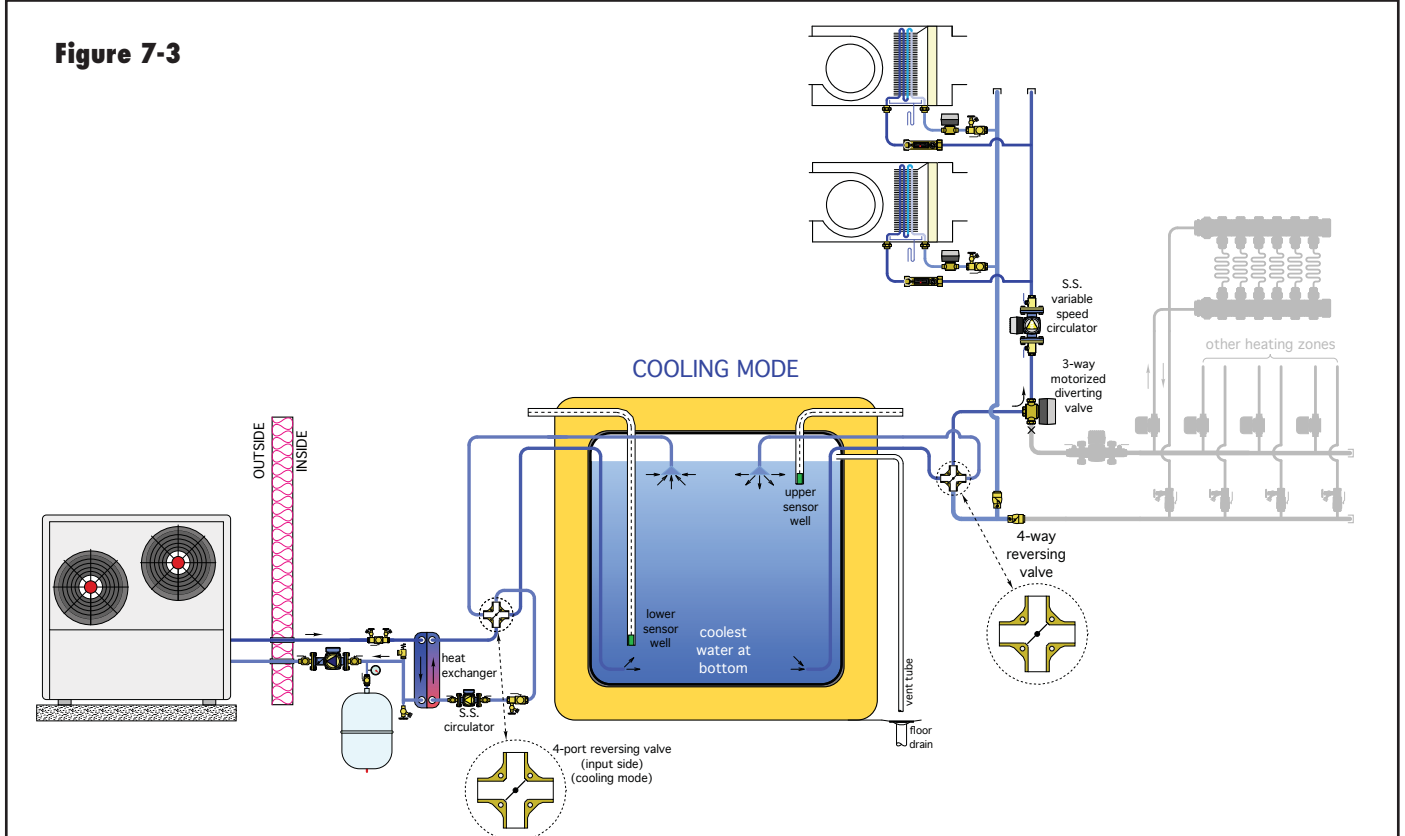 Figure 7-3
S.S.
variable
speed
circulator
other heating zones
3-way
motorized
diverting
valve
COOLING MODE
OUTSIDE
INSIDE
upper
sensor
well
4-way
reversing
valve
lower
sensor
well
coolest
water at
bottom
heat
exchanger
S.S.
circulator
vent tube
floor
drain
4-port reversing valve
(input side)
(cooling mode)